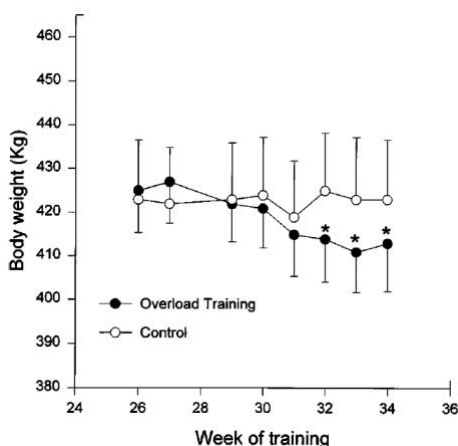 460
450
440
430
420
410
400
390
380
Body weight (Kg)
* * *
Overload Training
Control
24 26 28 30 32 34 36
Week of training